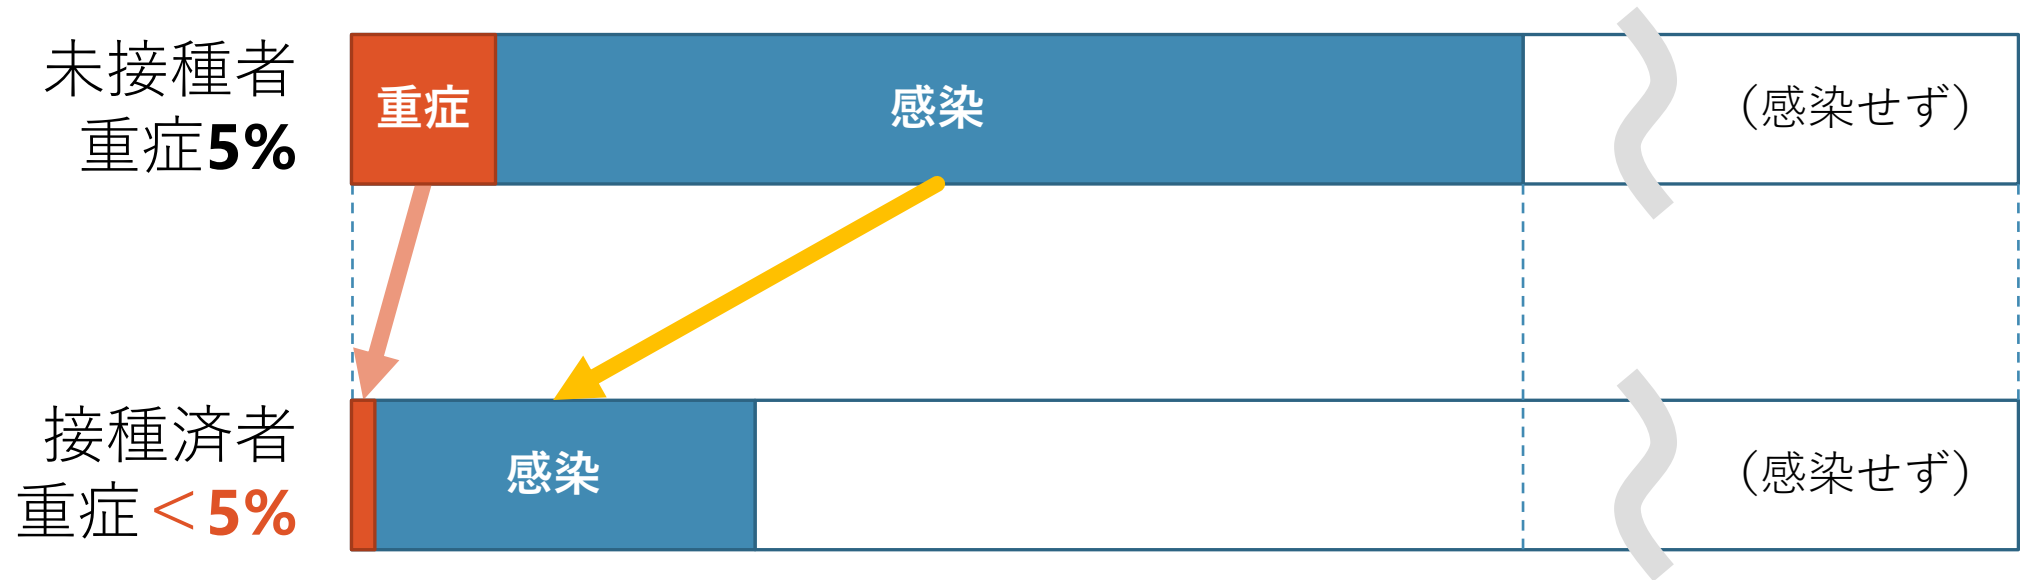 未接種者
重症5%
重症
感染
（感染せず）
接種済者
重症＜5%
感染
（感染せず）